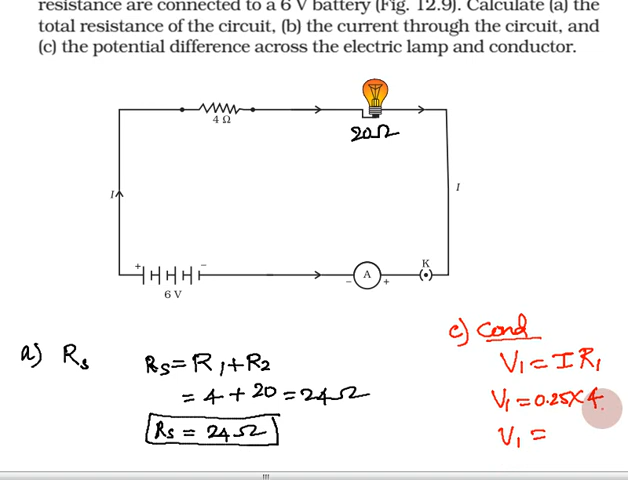 resistance are connected to a 6 V battery (Fig. 12.9). Calculate (a) the
total resistance of the circuit, (b) the current through the circuit, and
(c) the potential difference across the electric lamp and conductor.
4 Ω
20Ω
I
I
+ −
6 V
− A +
K
a) Rs
Rs = R1 + R2
= 4 + 20 = 24Ω
Rs = 24Ω
c) Cond
V1 = I R1
V1 = 0.25 × 4
V1 =